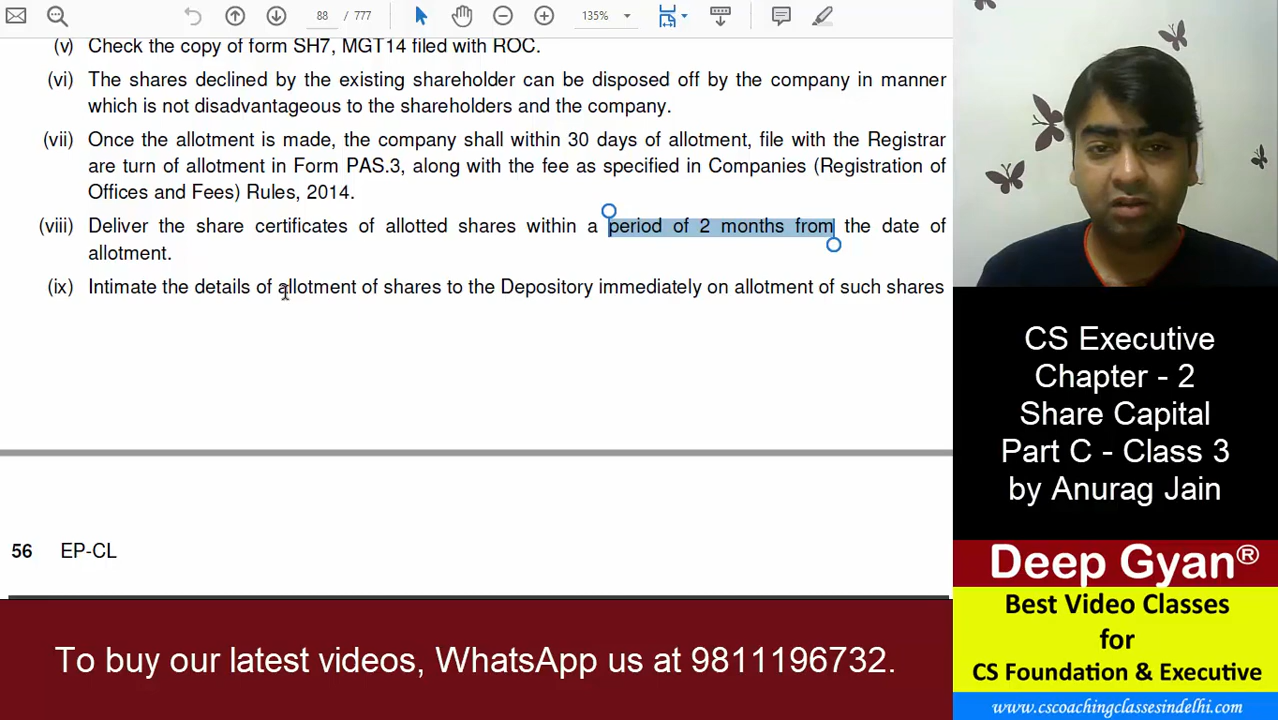 88 / 777
135%
(v) Check the copy of form SH7, MGT14 filed with ROC.
(vi) The shares declined by the existing shareholder can be disposed off by the company in manner
which is not disadvantageous to the shareholders and the company.
(vii) Once the allotment is made, the company shall within 30 days of allotment, file with the Registrar
are turn of allotment in Form PAS.3, along with the fee as specified in Companies (Registration of
Offices and Fees) Rules, 2014.
(viii) Deliver the share certificates of allotted shares within a period of 2 months from the date of
allotment.
(ix) Intimate the details of allotment of shares to the Depository immediately on allotment of such shares
56 EP-CL
To buy our latest videos, WhatsApp us at 9811196732.
CS Executive
Chapter - 2
Share Capital
Part C - Class 3
by Anurag Jain
Deep Gyan®
Best Video Classes
for
CS Foundation & Executive
www.cscoachingclassesindelhi.com